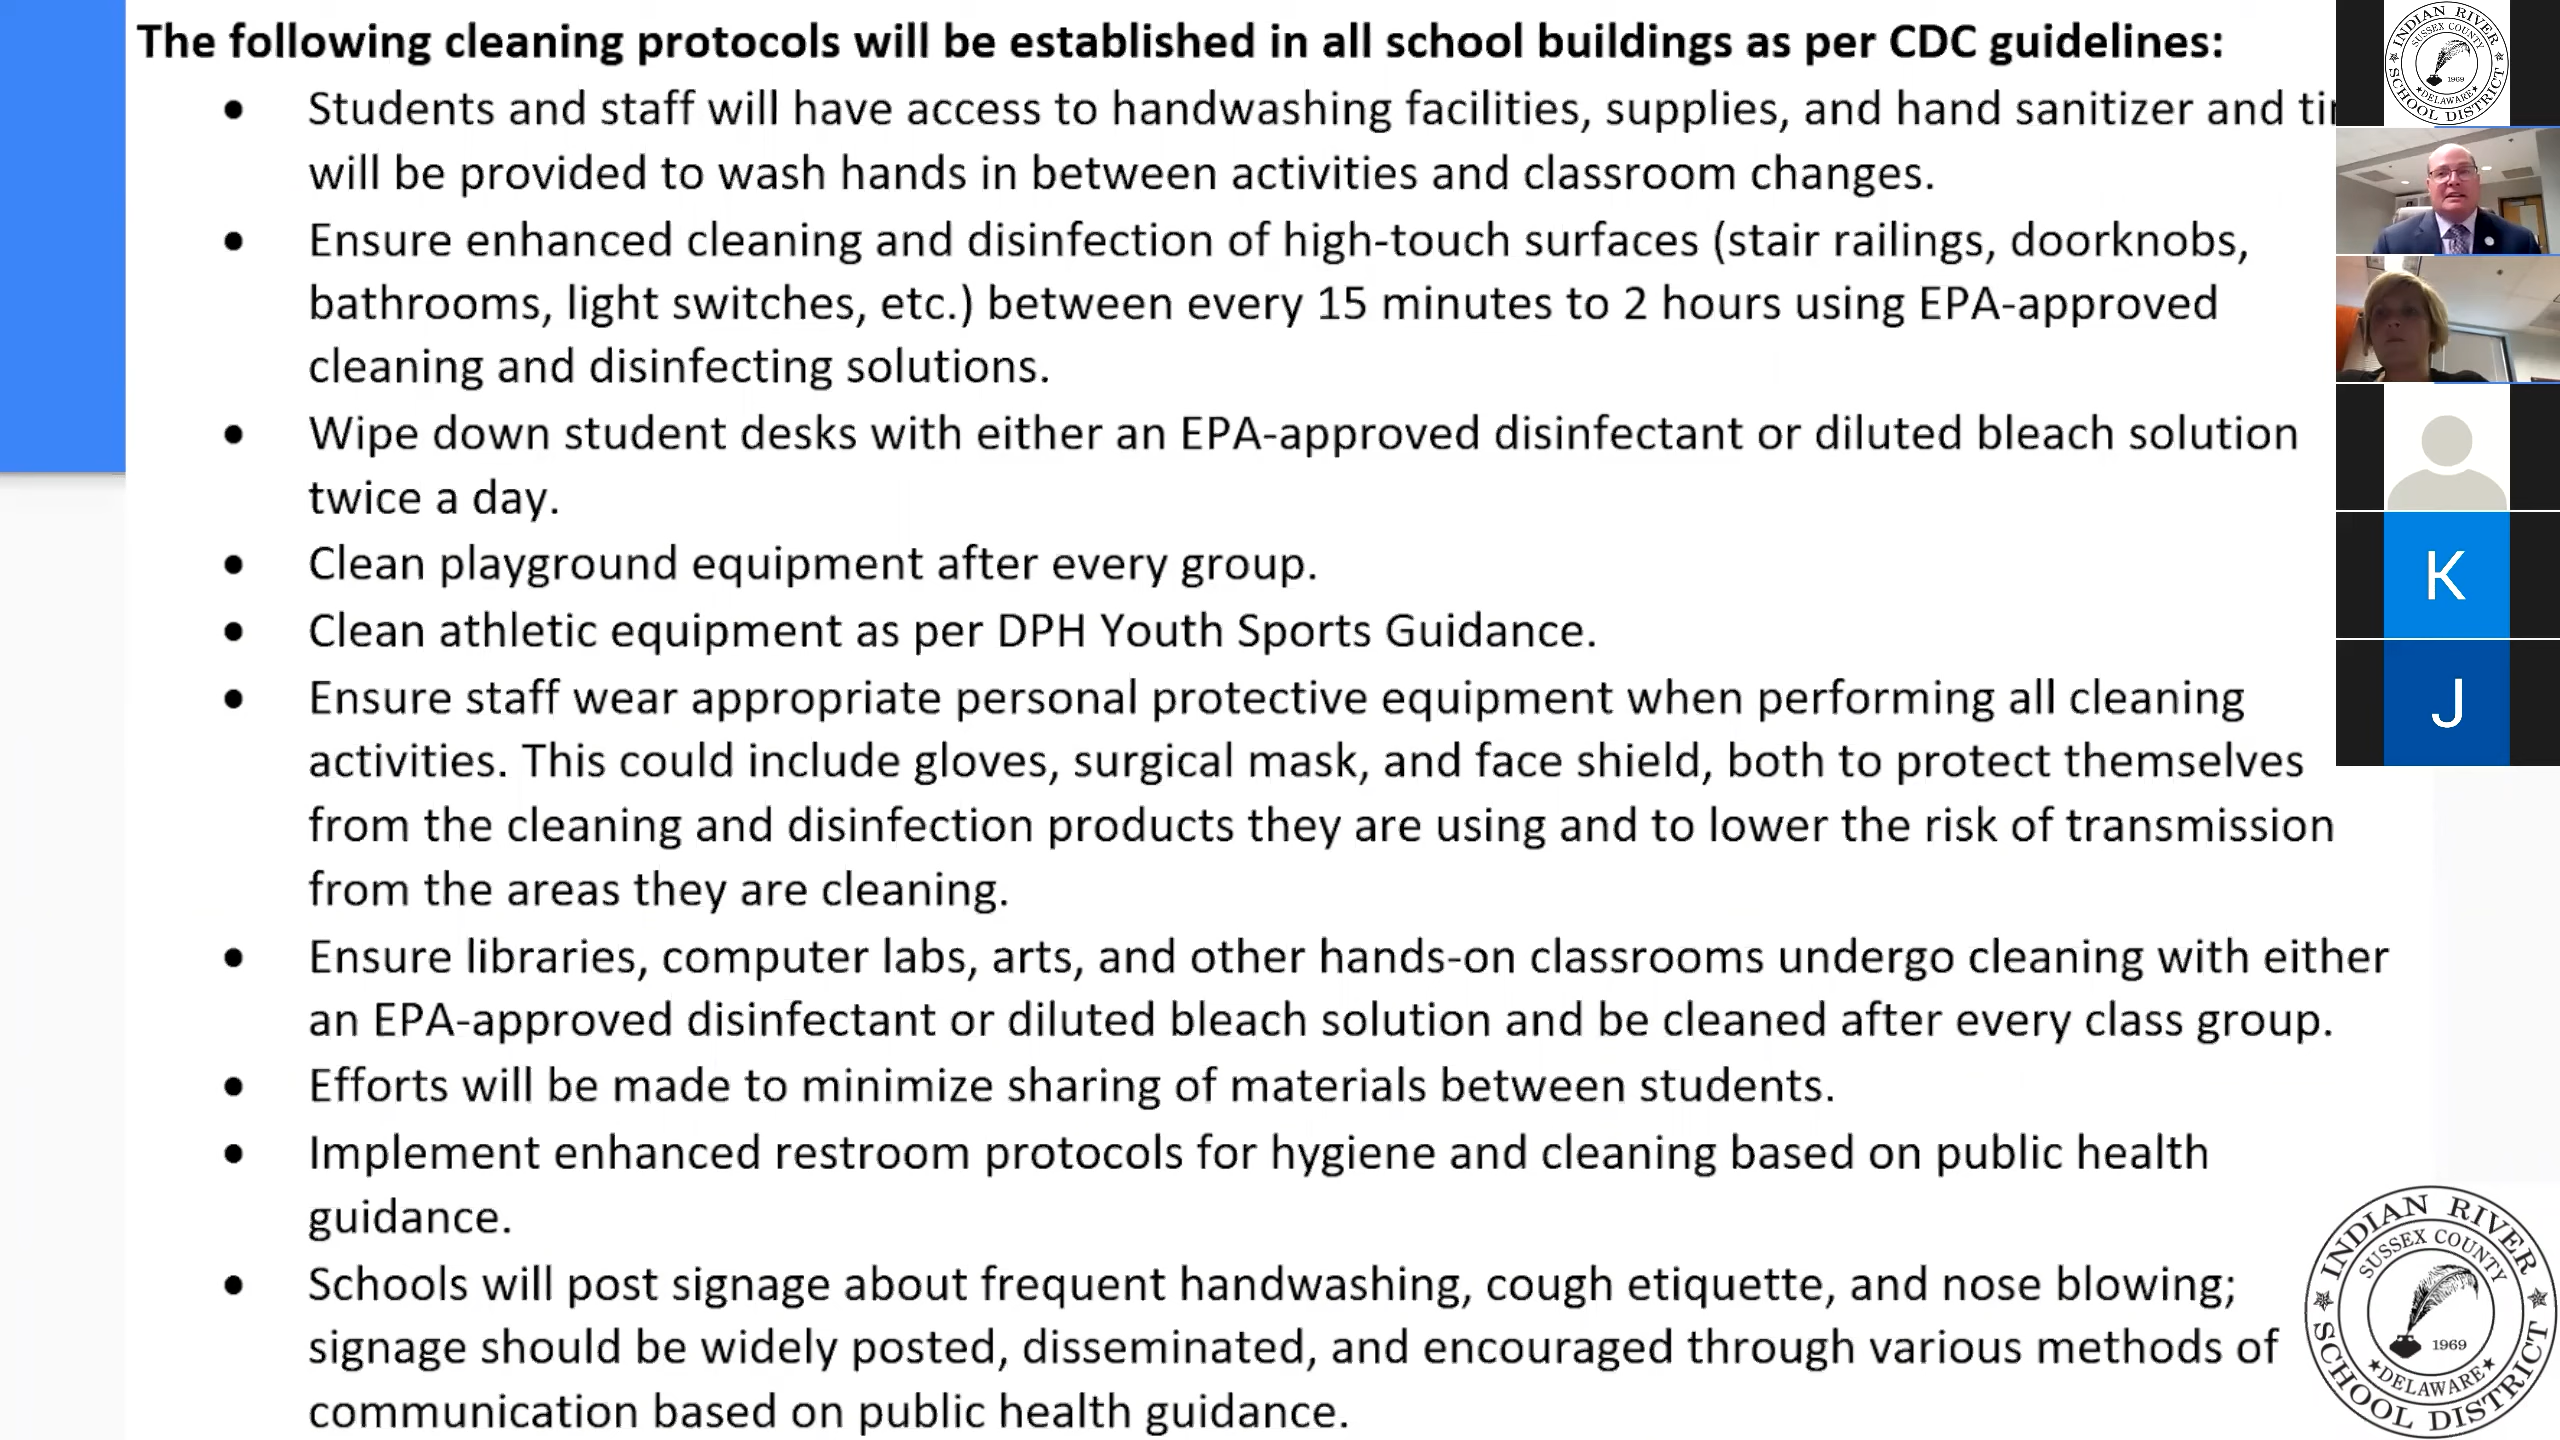 The following cleaning protocols will be established in all school buildings as per CDC guidelines:
• Students and staff will have access to handwashing facilities, supplies, and hand sanitizer and
will be provided to wash hands in between activities and classroom changes.
• Ensure enhanced cleaning and disinfection of high-touch surfaces (stair railings, doorknobs,
bathrooms, light switches, etc.) between every 15 minutes to 2 hours using EPA-approved
cleaning and disinfecting solutions.
• Wipe down student desks with either an EPA-approved disinfectant or diluted bleach solution
twice a day.
• Clean playground equipment after every group.
• Clean athletic equipment as per DPH Youth Sports Guidance.
• Ensure staff wear appropriate personal protective equipment when performing all cleaning
activities. This could include gloves, surgical mask, and face shield, both to protect themselves
from the cleaning and disinfection products they are using and to lower the risk of transmission
from the areas they are cleaning.
• Ensure libraries, computer labs, arts, and other hands-on classrooms undergo cleaning with either
an EPA-approved disinfectant or diluted bleach solution and be cleaned after every class group.
• Efforts will be made to minimize sharing of materials between students.
• Implement enhanced restroom protocols for hygiene and cleaning based on public health
guidance.
• Schools will post signage about frequent handwashing, cough etiquette, and nose blowing;
signage should be widely posted, disseminated, and encouraged through various methods of
communication based on public health guidance.
INDIAN RIVER
SUSSEX COUNTY
1969
DELAWARE
SCHOOL DISTRICT
K
J
INDIAN RIVER
SUSSEX COUNTY
1969
DELAWARE
SCHOOL DISTRICT